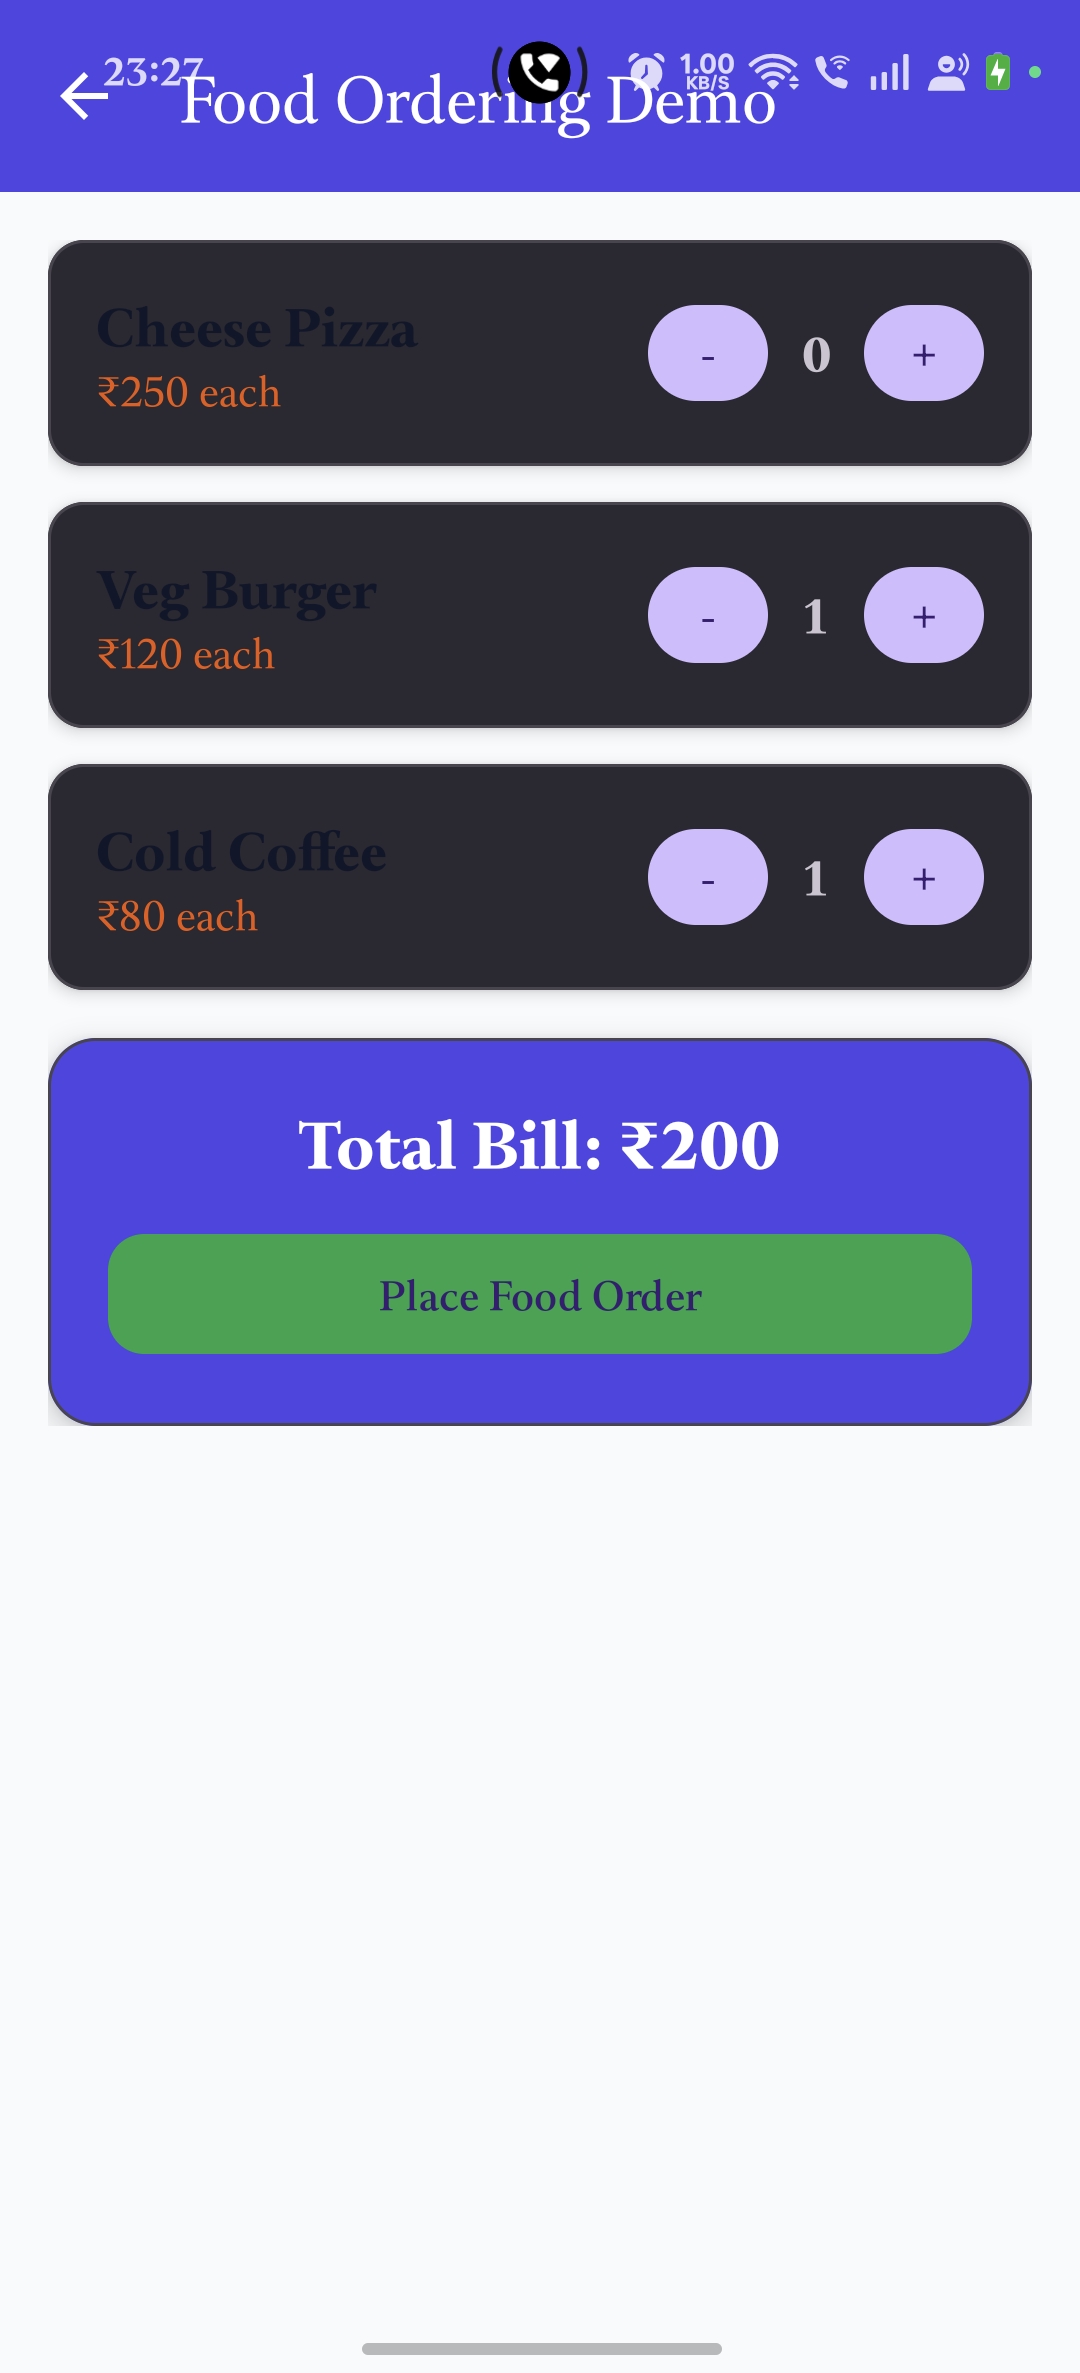 23:27
1.00
KB/S
Food Ordering Demo
Cheese Pizza
₹250 each
- 0 +
Veg Burger
₹120 each
- 1 +
Cold Coffee
₹80 each
- 1 +
Total Bill: ₹200
Place Food Order